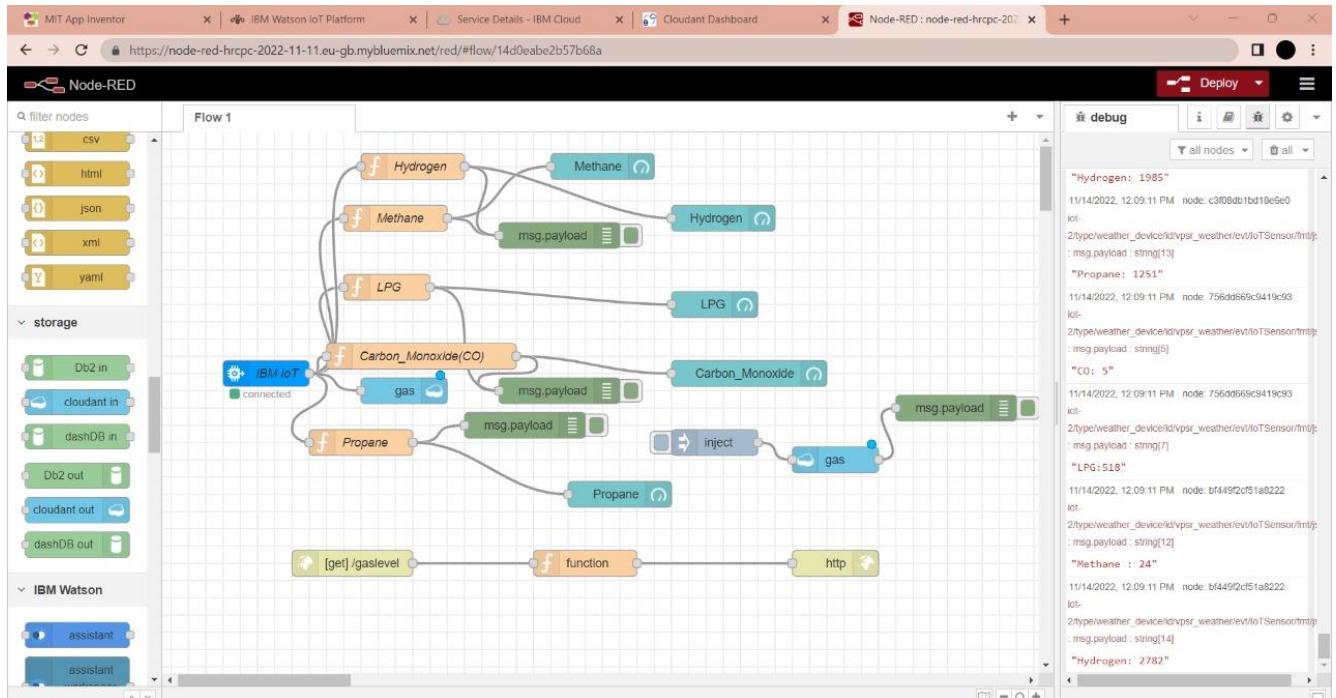 MIT App Inventor
IBM Watson IoT Platform
Service Details - IBM Cloud
Cloudant Dashboard
Node-RED : node-red-hrcpc-202
https://node-red-hrcpc-2022-11-11.eu-gb.mybluemix.net/red/#flow/14d0eabe2b57b68a
Node-RED
Deploy
filter nodes
csv
html
json
xml
yaml
storage
Db2 in
cloudant in
dashDB in
Db2 out
cloudant out
dashDB out
IBM Watson
assistant
assistant
Flow 1
Hydrogen
Methane
Methane
Hydrogen
msg.payload
LPG
LPG
Carbon_Monoxide(CO)
IBM IoT
connected
gas
Carbon_Monoxide
msg.payload
msg.payload
msg.payload
Propane
inject
gas
Propane
[get] /gaslevel
function
http
debug
all nodes
all
"Hydrogen: 1985"
11/14/2022, 12:09:11 PM node: c3f08db1bd18e6e0
iot-
2/type/weather_device/id/vpsr_weather/evt/IoTSensor/fmt/js
: msg.payload : string[13]
"Propane: 1251"
11/14/2022, 12:09:11 PM node: 756dd669c9419c93
iot-
2/type/weather_device/id/vpsr_weather/evt/IoTSensor/fmt/js
: msg.payload : string[5]
"CO: 5"
11/14/2022, 12:09:11 PM node: 756dd669c9419c93
iot-
2/type/weather_device/id/vpsr_weather/evt/IoTSensor/fmt/js
: msg.payload : string[7]
"LPG:518"
11/14/2022, 12:09:11 PM node: bf449f2cf51a8222
iot-
2/type/weather_device/id/vpsr_weather/evt/IoTSensor/fmt/js
: msg.payload : string[12]
"Methane : 24"
11/14/2022, 12:09:11 PM node: bf449f2cf51a8222
iot-
2/type/weather_device/id/vpsr_weather/evt/IoTSensor/fmt/js
: msg.payload : string[14]
"Hydrogen: 2782"